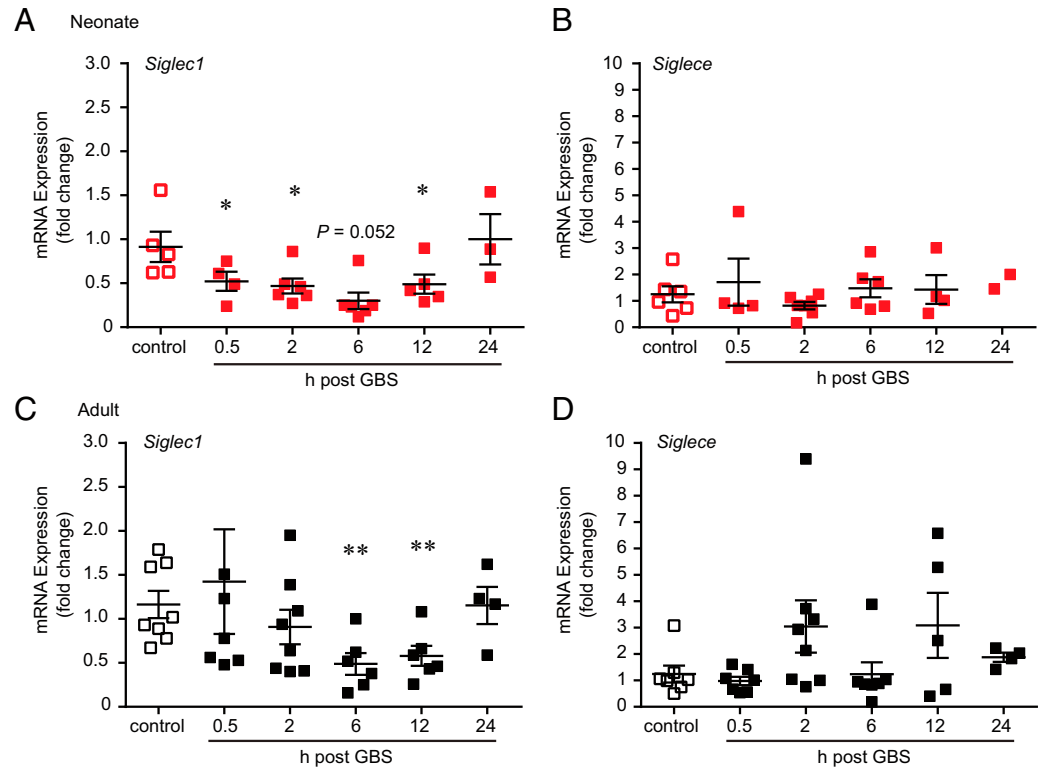 A Neonate
Siglec1
mRNA Expression
(fold change)
3.0
2.5
2.0
1.5
1.0
0.5
0
* * P = 0.052 *
control 0.5 2 6 12 24
h post GBS
B
Siglece
mRNA Expression
(fold change)
10
9
8
7
6
5
4
3
2
1
0
control 0.5 2 6 12 24
h post GBS
C Adult
Siglec1
mRNA Expression
(fold change)
3.0
2.5
2.0
1.5
1.0
0.5
0
** **
control 0.5 2 6 12 24
h post GBS
D
Siglece
mRNA Expression
(fold change)
10
9
8
7
6
5
4
3
2
1
0
control 0.5 2 6 12 24
h post GBS